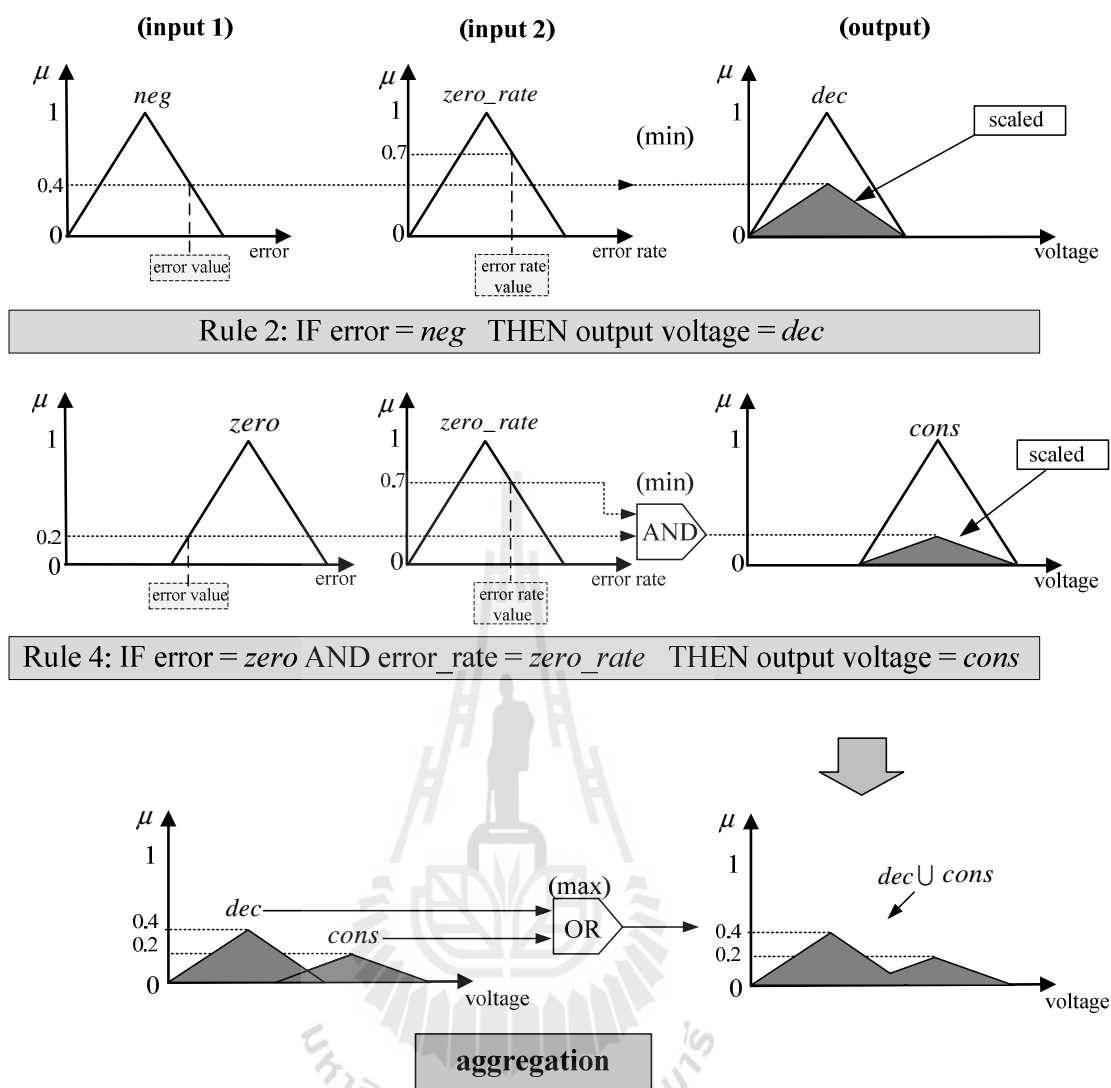 (input 1) (input 2) (output)
μ μ μ
neg zero_rate dec
1 1 1
scaled
(min)
0.7
0.4
0 0 0
error error rate voltage
error value
error rate
value
Rule 2: IF error = neg THEN output voltage = dec
μ μ μ
zero zero_rate cons
1 1 1
scaled
0.7
(min)
AND
0.2
0 0 0
error error rate voltage
error value
error rate
value
Rule 4: IF error = zero AND error_rate = zero_rate THEN output voltage = cons
μ μ
1 1
dec ∪ cons
(max)
OR
dec
cons
0.4 0.4
0.2 0.2
0 0
voltage voltage
aggregation